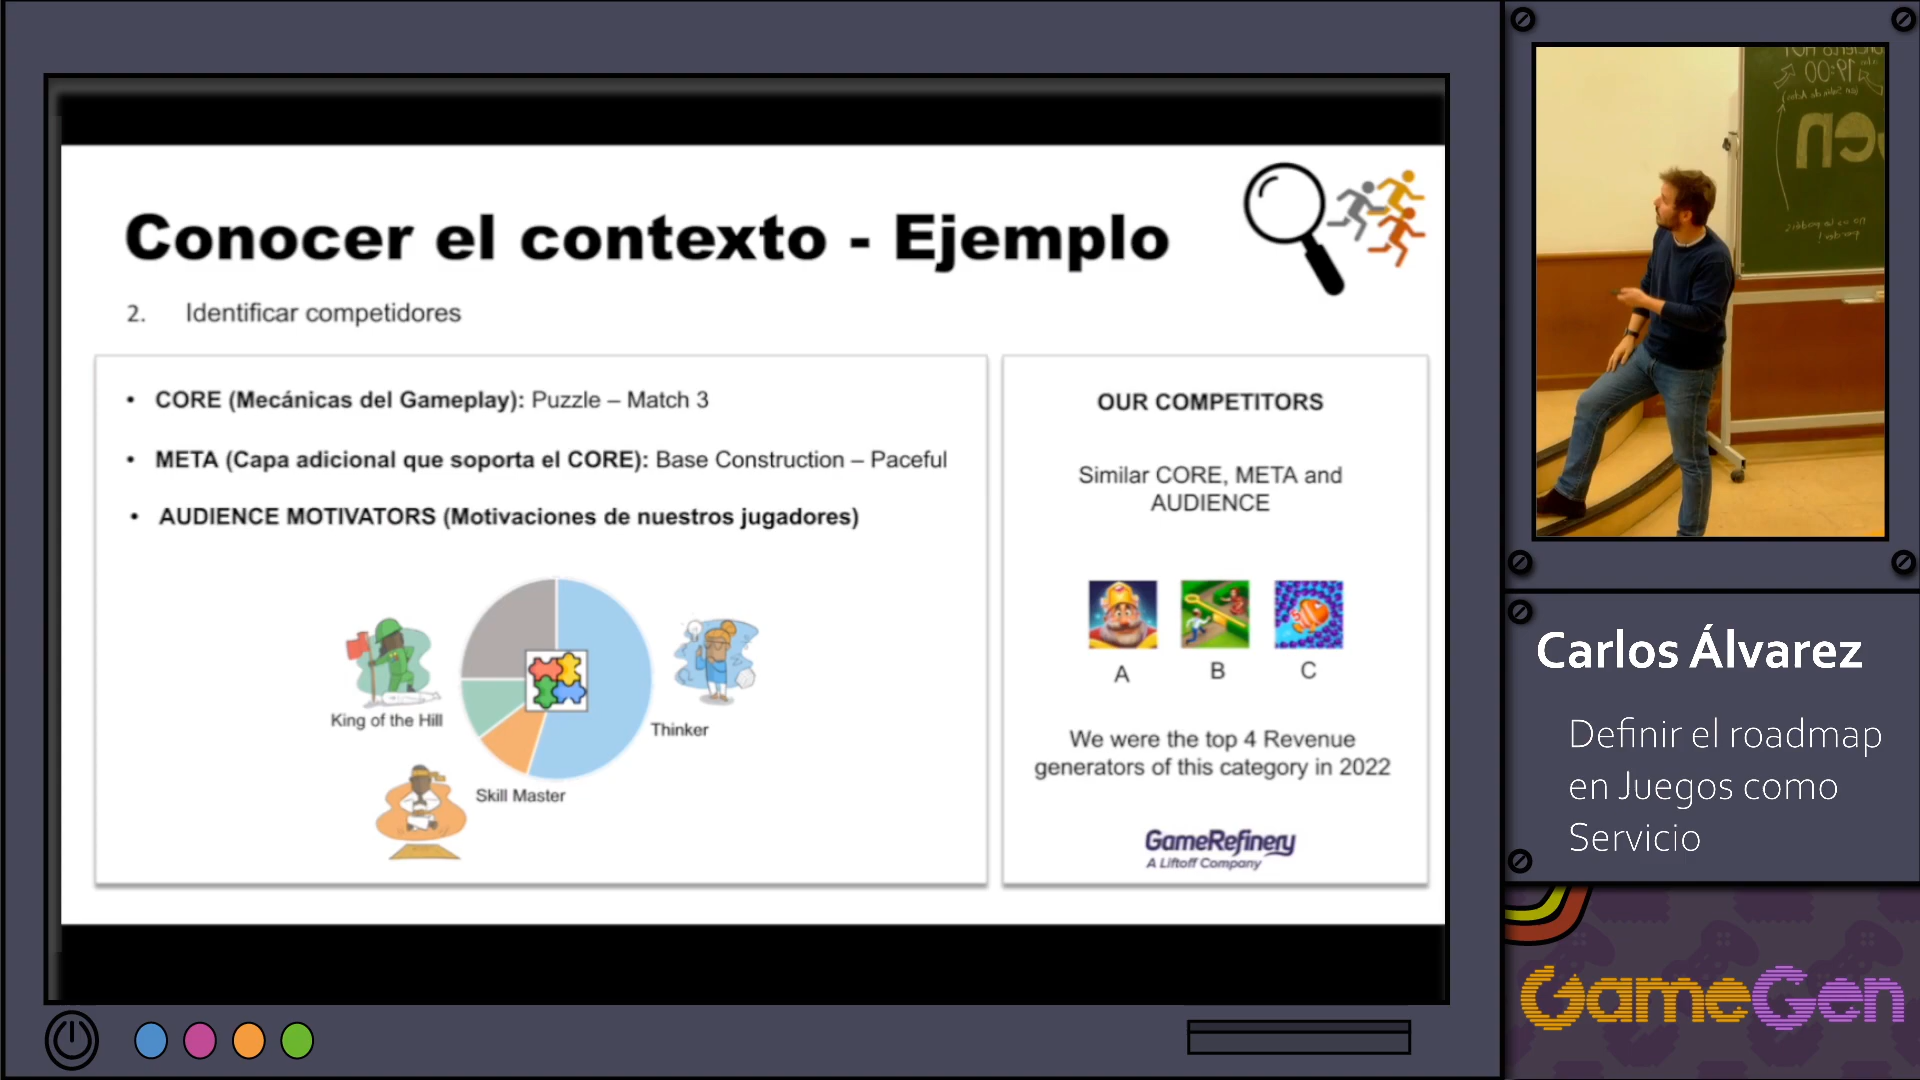 Conocer el contexto - Ejemplo
2. Identificar competidores
• CORE (Mecánicas del Gameplay): Puzzle – Match 3
• META (Capa adicional que soporta el CORE): Base Construction – Paceful
• AUDIENCE MOTIVATORS (Motivaciones de nuestros jugadores)
King of the Hill
Thinker
Skill Master
OUR COMPETITORS
Similar CORE, META and
AUDIENCE
A B C
We were the top 4 Revenue
generators of this category in 2022
GameRefinery
A Liftoff Company
19:00
Carlos Álvarez
Definir el roadmap
en Juegos como
Servicio
GameGen